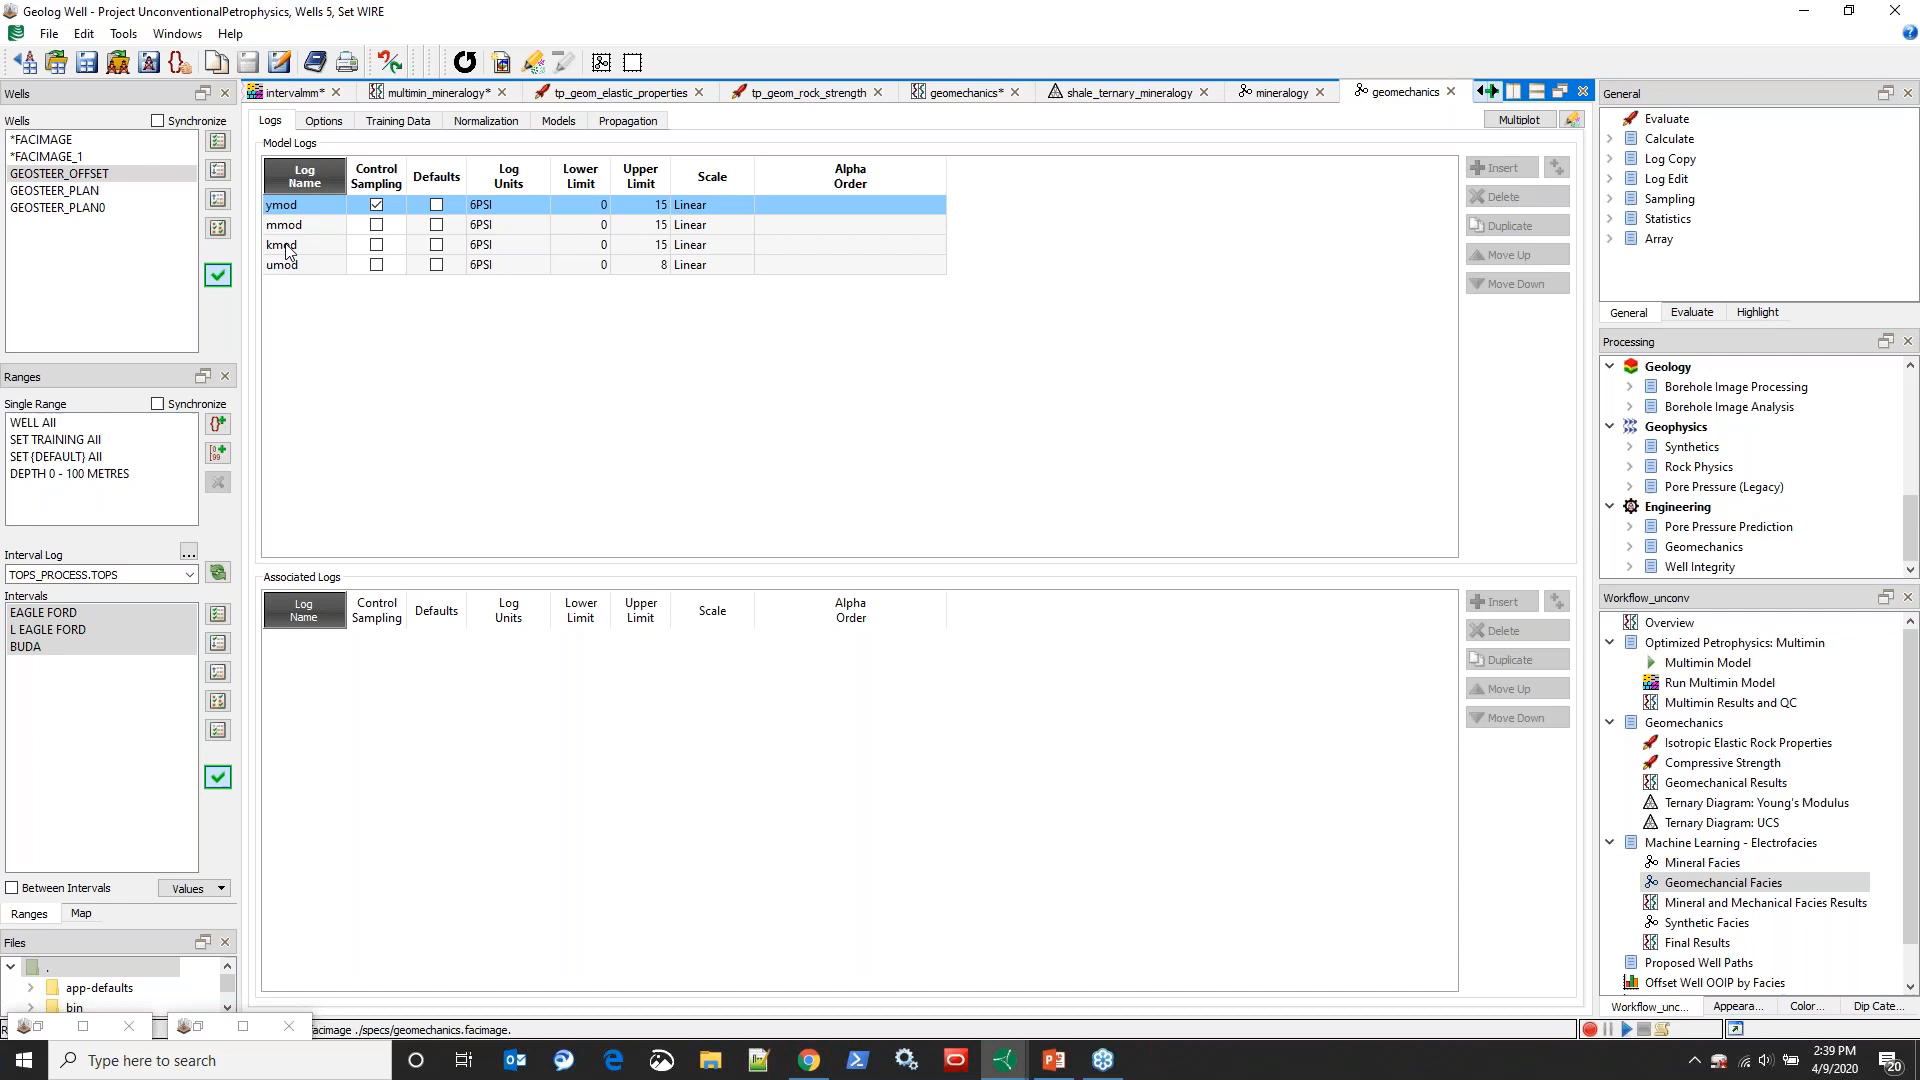 Geolog Well - Project UnconventionalPetrophysics, Wells 5, Set WIRE
File Edit Tools Windows Help
Wells
Wells Synchronize
*FACIMAGE
*FACIMAGE_1
GEOSTEER_OFFSET
GEOSTEER_PLAN
GEOSTEER_PLAN0
Ranges
Single Range Synchronize
WELL All
SET TRAINING All
SET {DEFAULT} All
DEPTH 0 - 100 METRES
Interval Log ...
TOPS_PROCESS.TOPS
Intervals
EAGLE FORD
L EAGLE FORD
BUDA
Between Intervals Values
Ranges Map
Files
.
app-defaults
bin
intervalmm* multimin_mineralogy* tp_geom_elastic_properties tp_geom_rock_strength geomechanics* shale_ternary_mineralogy mineralogy geomechanics
Logs Options Training Data Normalization Models Propagation Multiplot
Model Logs
Log Name Control Sampling Defaults Log Units Lower Limit Upper Limit Scale Alpha Order
ymod 6PSI 0 15 Linear
mmod 6PSI 0 15 Linear
kmod 6PSI 0 15 Linear
umod 6PSI 0 8 Linear
Insert
Delete
Duplicate
Move Up
Move Down
Associated Logs
Log Name Control Sampling Defaults Log Units Lower Limit Upper Limit Scale Alpha Order
Insert
Delete
Duplicate
Move Up
Move Down
General
Evaluate
Calculate
Log Copy
Log Edit
Sampling
Statistics
Array
General Evaluate Highlight
Processing
Geology
Borehole Image Processing
Borehole Image Analysis
Geophysics
Synthetics
Rock Physics
Pore Pressure (Legacy)
Engineering
Pore Pressure Prediction
Geomechanics
Well Integrity
Workflow_unconv
Overview
Optimized Petrophysics: Multimin
Multimin Model
Run Multimin Model
Multimin Results and QC
Geomechanics
Isotropic Elastic Rock Properties
Compressive Strength
Geomechanical Results
Ternary Diagram: Young's Modulus
Ternary Diagram: UCS
Machine Learning - Electrofacies
Mineral Facies
Geomechancial Facies
Mineral and Mechanical Facies Results
Synthetic Facies
Final Results
Proposed Well Paths
Offset Well OOIP by Facies
Workflow_unc... Appeara... Color... Dip Cate...
facimage ./specs/geomechanics.facimage.
Type here to search
2:39 PM
4/9/2020
20